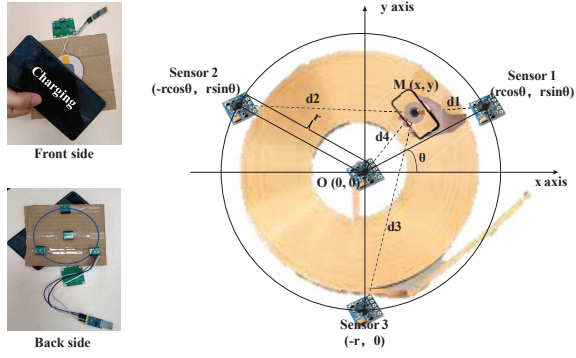 Charging
Front side
Back side
y axis
Sensor 2
(-rcosθ, rsinθ)
d2
M (x, y)
d1
Sensor 1
(rcosθ, rsinθ)
r
d4
θ
O (0, 0)
x axis
d3
Sensor 3
(-r, 0)